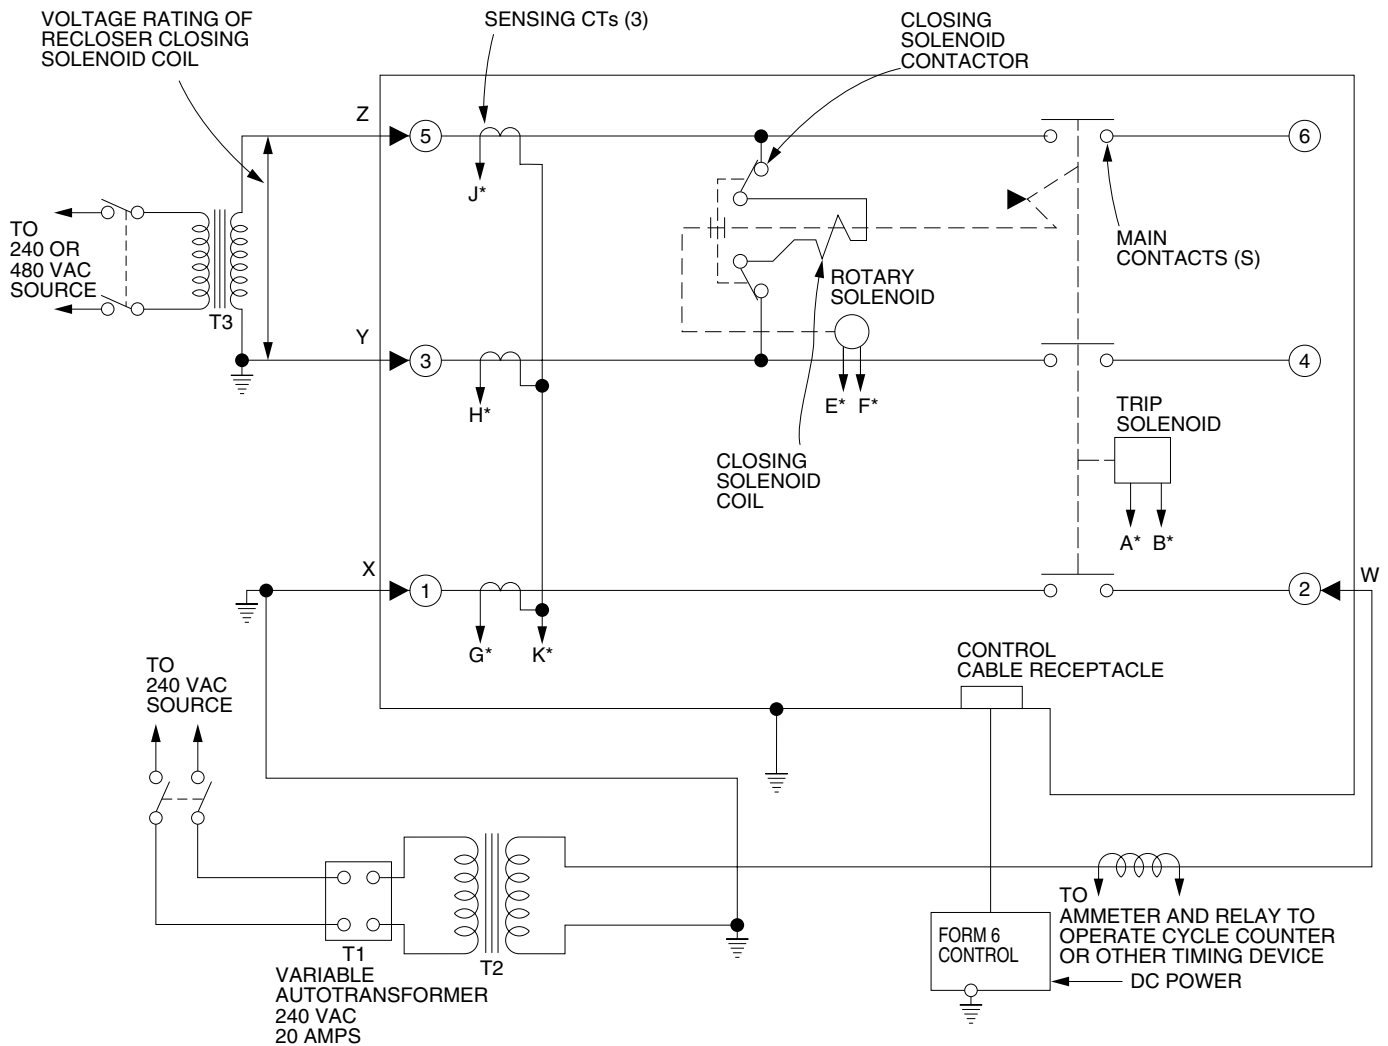 VOLTAGE RATING OF
RECLOSER CLOSING
SOLENOID COIL
SENSING CTs (3)
CLOSING
SOLENOID
CONTACTOR
Z
5
6
J*
TO
240 OR
480 VAC
SOURCE
T3
MAIN
CONTACTS (S)
ROTARY
SOLENOID
Y
3
4
H*
E* F*
TRIP
SOLENOID
CLOSING
SOLENOID
COIL
A* B*
X
1
2
W
G* K*
CONTROL
CABLE RECEPTACLE
TO
240 VAC
SOURCE
T1
VARIABLE
AUTOTRANSFORMER
240 VAC
20 AMPS
T2
TO
AMMETER AND RELAY TO
OPERATE CYCLE COUNTER
OR OTHER TIMING DEVICE
FORM 6
CONTROL
DC POWER